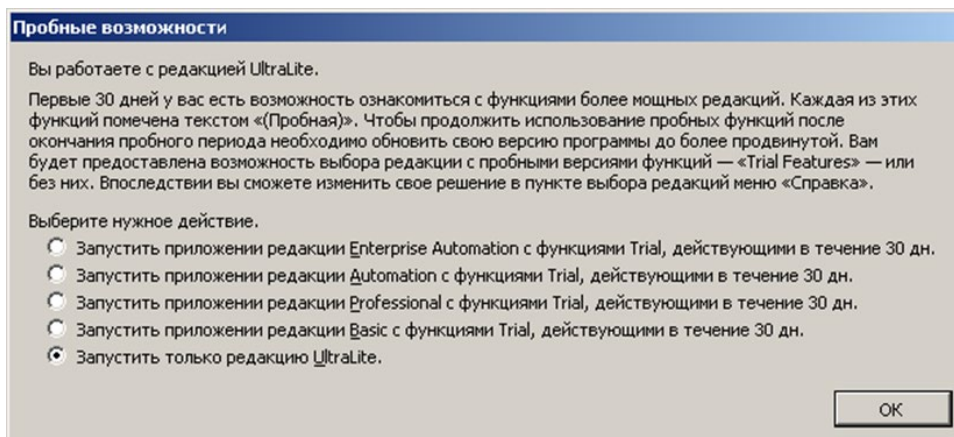 Пробные возможности
Вы работаете с редакцией UltraLite.
Первые 30 дней у вас есть возможность ознакомиться с функциями более мощных редакций. Каждая из этих
функций помечена текстом «(Пробная)». Чтобы продолжить использование пробных функций после
окончания пробного периода необходимо обновить свою версию программы до более продвинутой. Вам
будет предоставлена возможность выбора редакции с пробными версиями функций — «Trial Features» — или
без них. Впоследствии вы сможете изменить свое решение в пункте выбора редакций меню «Справка».
Выберите нужное действие.
Запустить приложении редакции Enterprise Automation с функциями Trial, действующими в течение 30 дн.
Запустить приложении редакции Automation с функциями Trial, действующими в течение 30 дн.
Запустить приложении редакции Professional с функциями Trial, действующими в течение 30 дн.
Запустить приложении редакции Basic с функциями Trial, действующими в течение 30 дн.
Запустить только редакцию UltraLite.
ОК